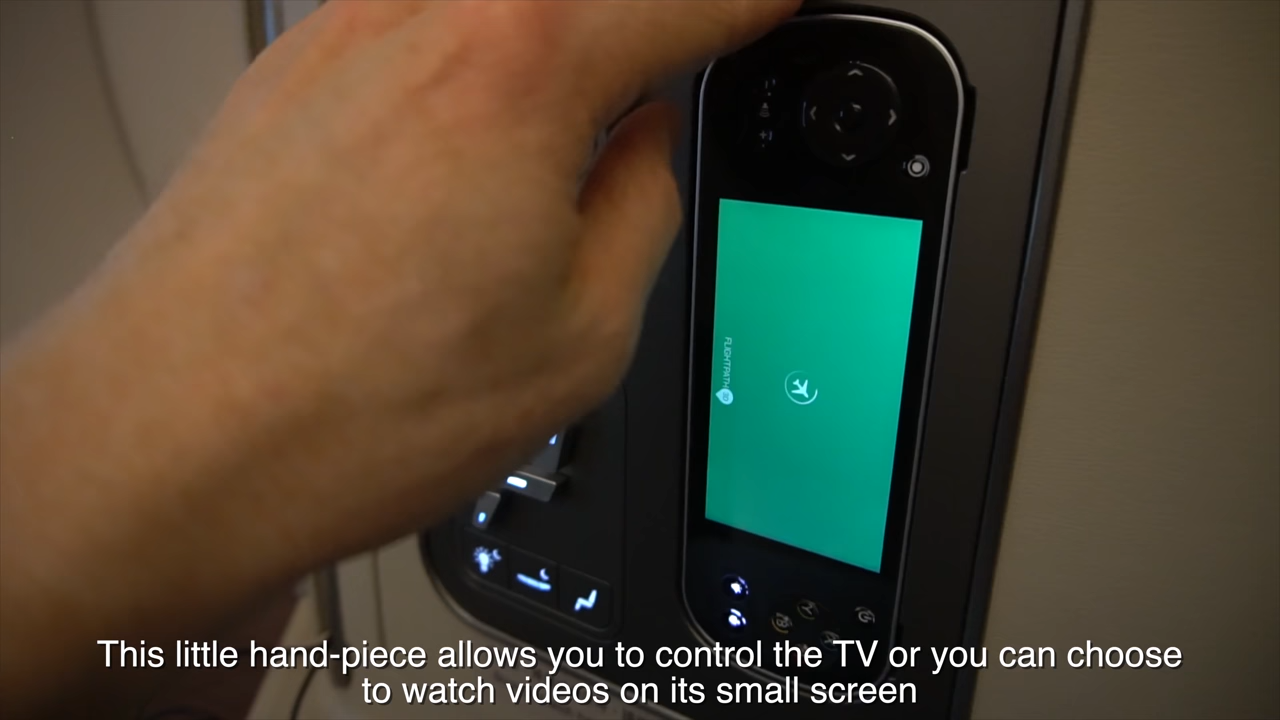 FLIGHTPATH 3D
This little hand-piece allows you to control the TV or you can choose
to watch videos on its small screen